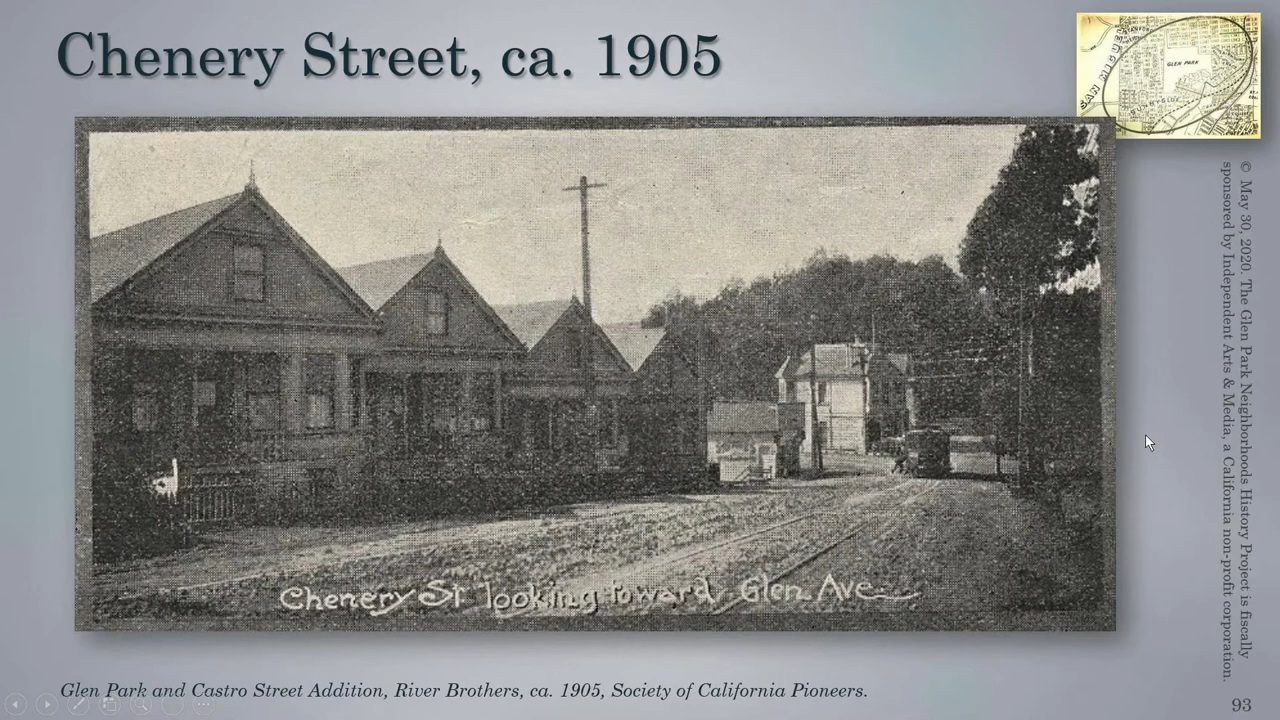 Chenery Street, ca. 1905
GLEN PARK
Chenery St looking toward Glen Ave.
Glen Park and Castro Street Addition, River Brothers, ca. 1905, Society of California Pioneers.
© May 30, 2020. The Glen Park Neighborhoods History Project is fiscally
sponsored by Independent Arts & Media, a California non-profit corporation.
93